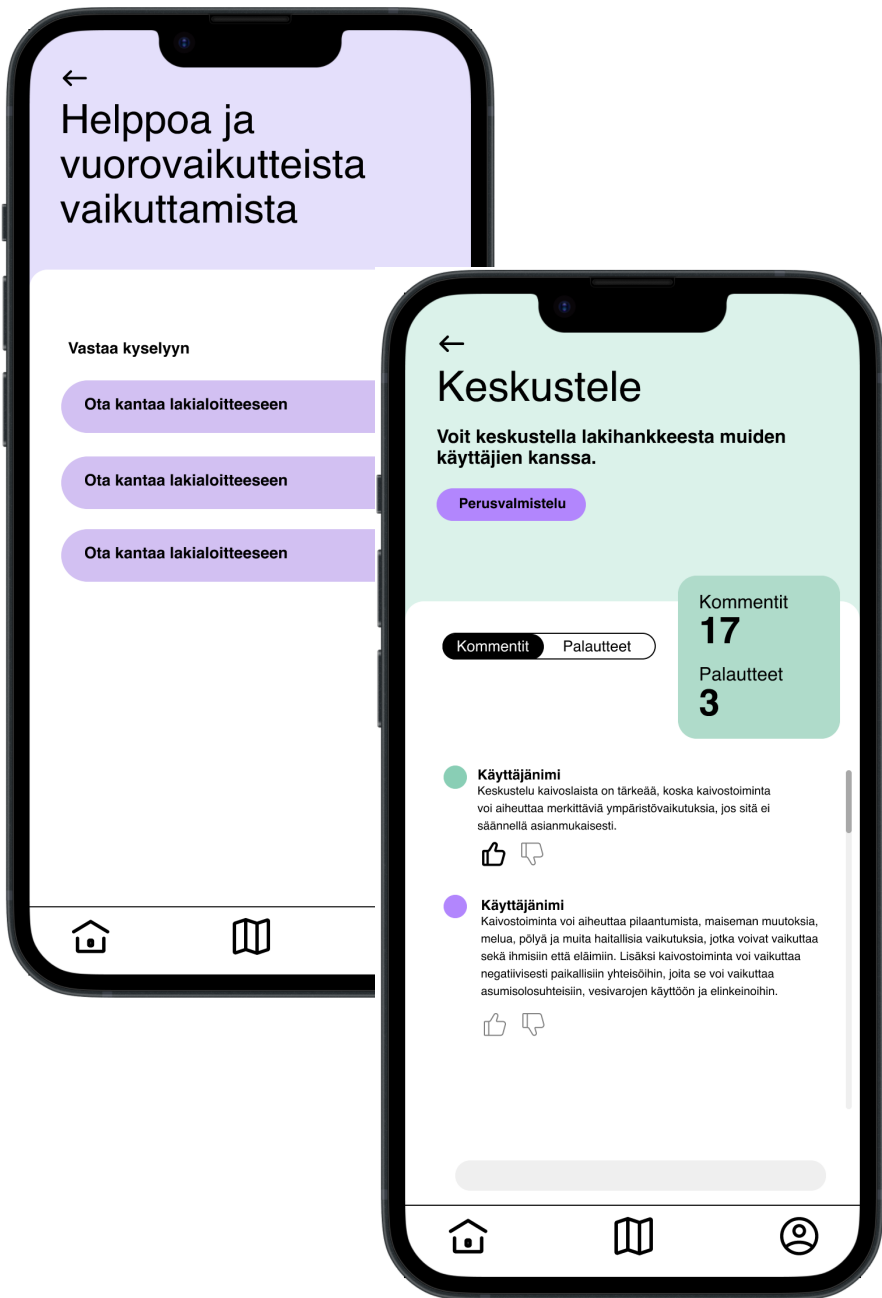 Helppoa ja
vuorovaikutteista
vaikuttamista
Vastaa kyselyyn
Ota kantaa lakialoitteeseen
Ota kantaa lakialoitteeseen
Ota kantaa lakialoitteeseen
Keskustele
Voit keskustella lakihankkeesta muiden
käyttäjien kanssa.
Perusvalmistelu
Kommentit
17
Palautteet
3
Kommentit Palautteet
Käyttäjänimi
Keskustelu kaivoslaista on tärkeää, koska kaivostoiminta
voi aiheuttaa merkittäviä ympäristövaikutuksia, jos sitä ei
säännellä asianmukaisesti.
Käyttäjänimi
Kaivostoiminta voi aiheuttaa pilaantumista, maiseman muutoksia,
melua, pölyä ja muita haitallisia vaikutuksia, jotka voivat vaikuttaa
sekä ihmisiin että eläimiin. Lisäksi kaivostoiminta voi vaikuttaa
negatiivisesti paikallisiin yhteisöihin, joita se voi vaikuttaa
asumisolosuhteisiin, vesivarojen käyttöön ja elinkeinoihin.